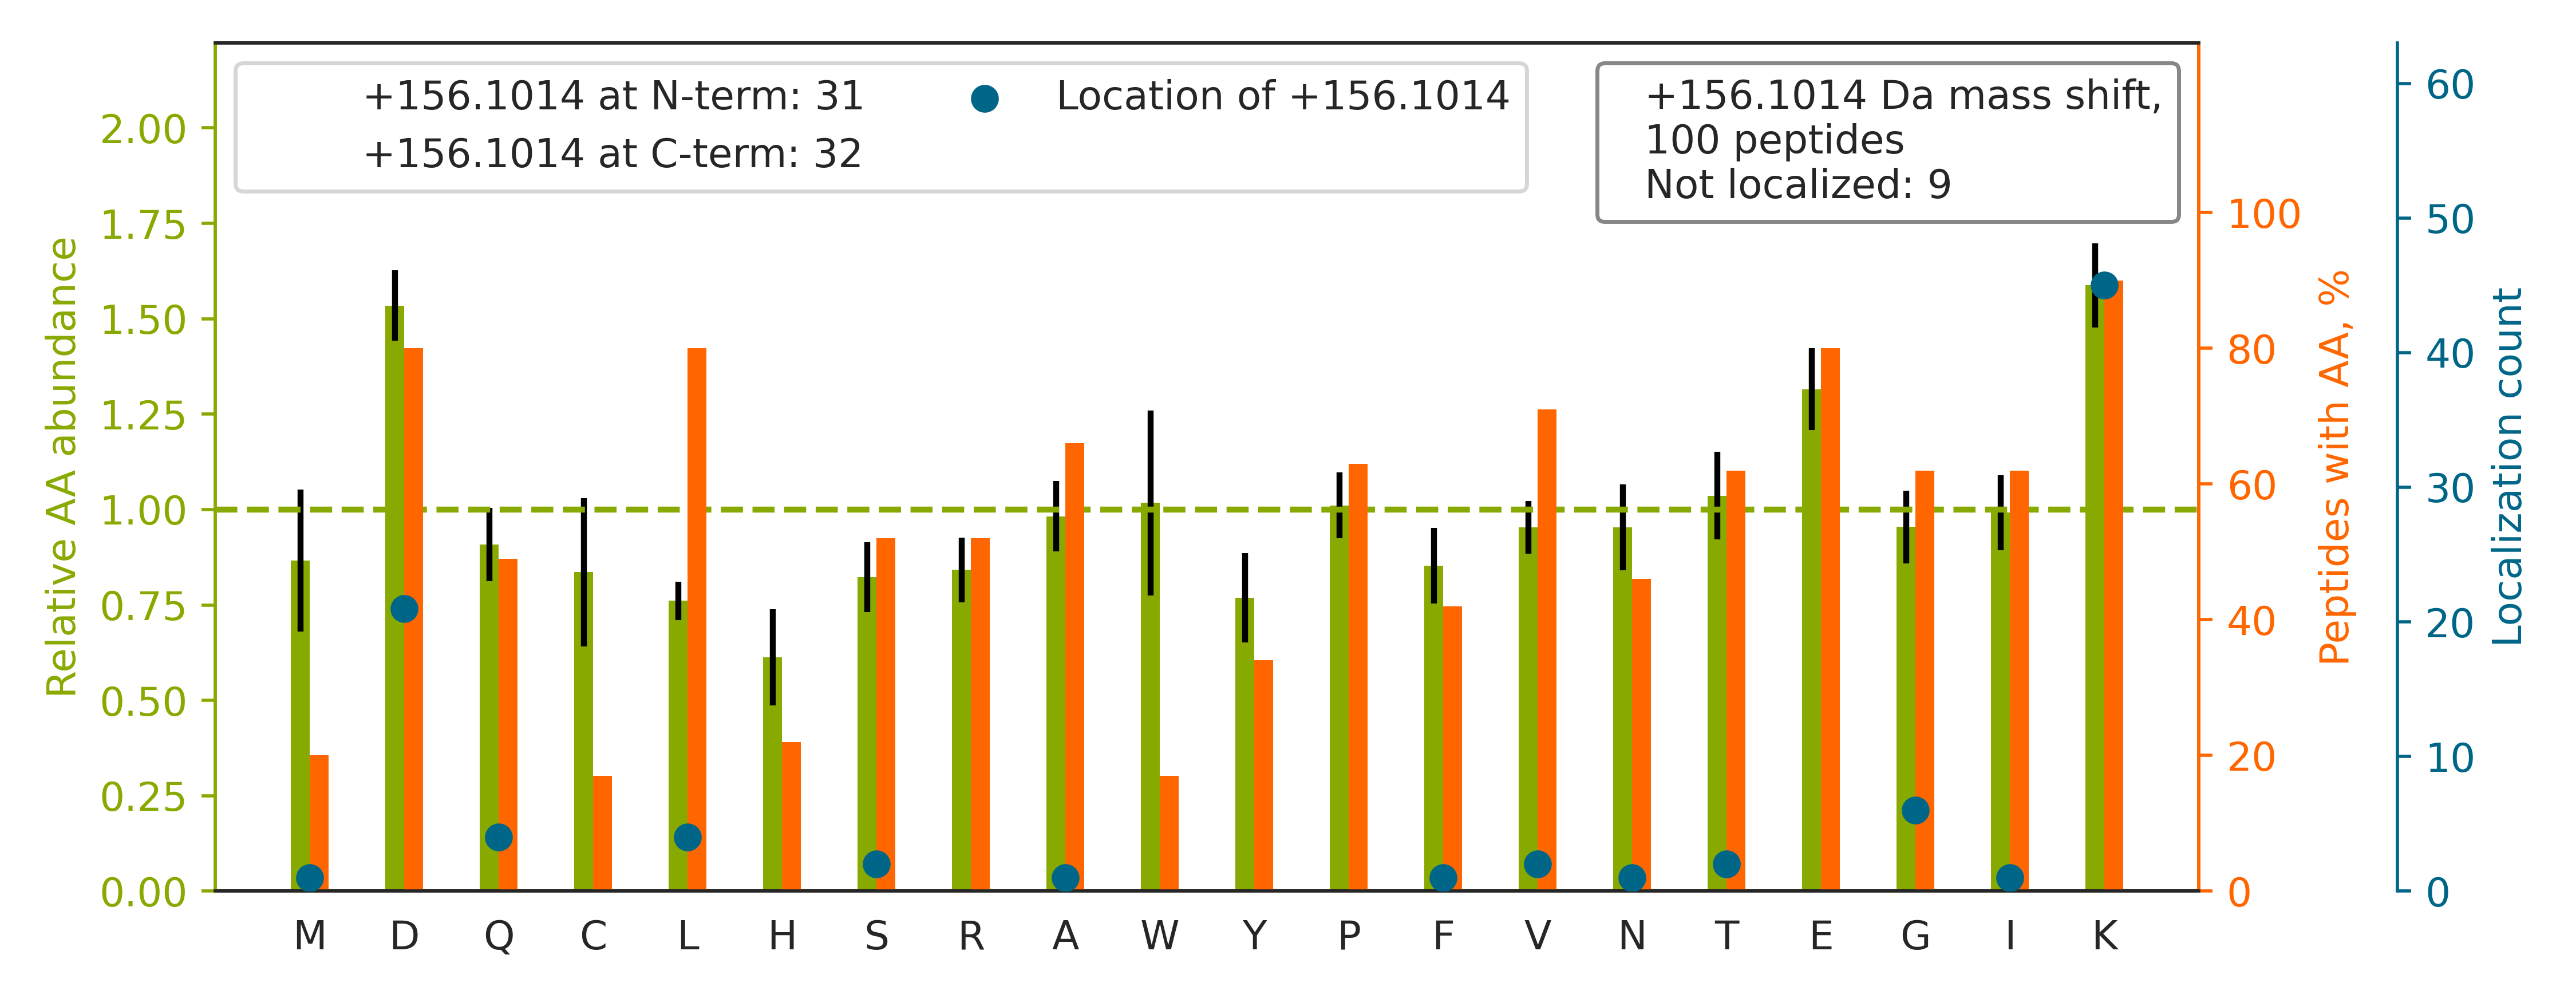 +156.1014 at N-term: 31
+156.1014 at C-term: 32
Location of +156.1014
+156.1014 Da mass shift,
100 peptides
Not localized: 9
Relative AA abundance
2.00
1.75
1.50
1.25
1.00
0.75
0.50
0.25
0.00
M D Q C L H S R A W Y P F V N T E G I K
100
80
60
40
20
0
Peptides with AA, %
60
50
40
30
20
10
0
Localization count